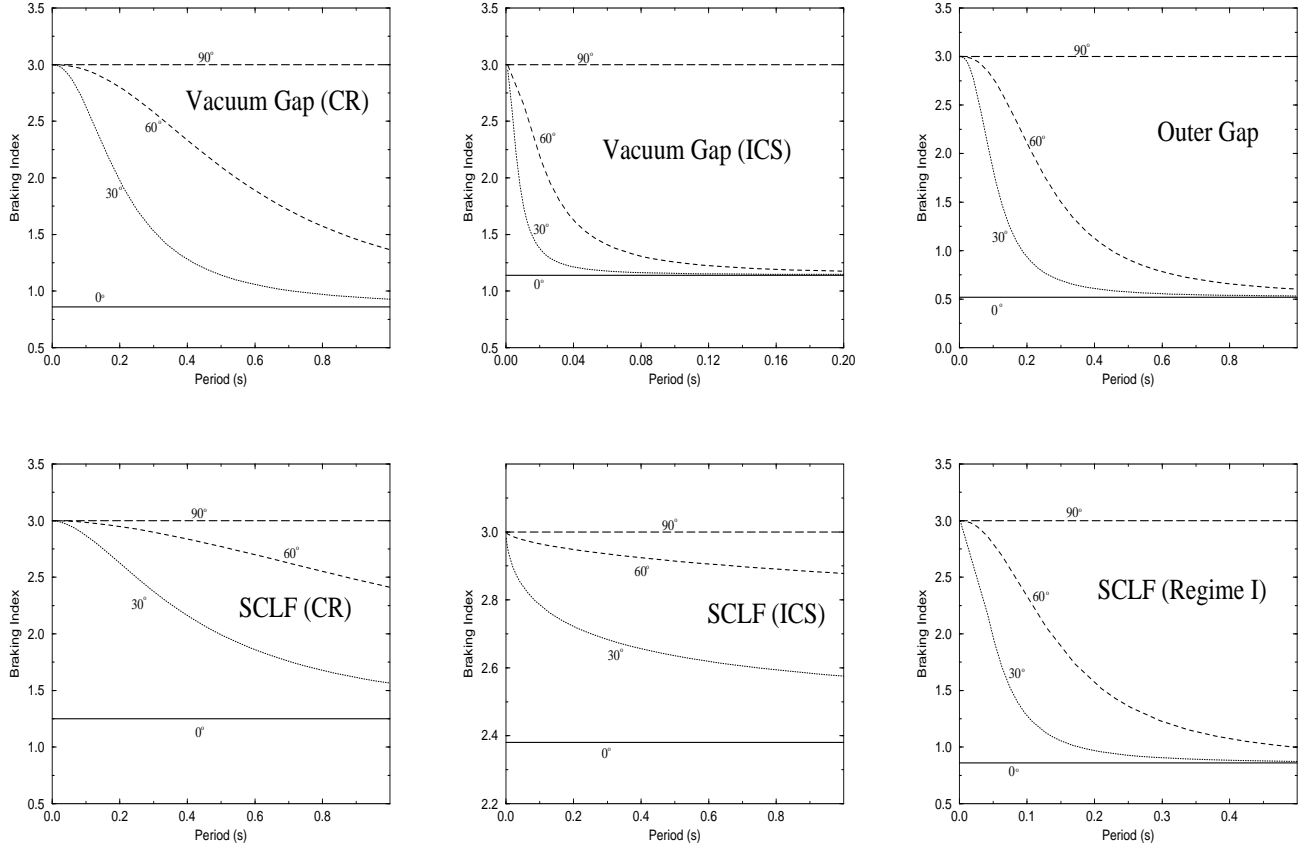 3.5
3.0
2.5
2.0
1.5
1.0
0.5
Braking Index
90°
Vacuum Gap (CR)
60°
30°
0°
0.0 0.2 0.4 0.6 0.8
Period (s)
3.5
3.0
2.5
2.0
1.5
1.0
0.5
Braking Index
90°
60°
Vacuum Gap (ICS)
30°
0°
0.00 0.04 0.08 0.12 0.16 0.20
Period (s)
3.5
3.0
2.5
2.0
1.5
1.0
0.5
0.0
Braking Index
90°
Outer Gap
60°
30°
0°
0.0 0.2 0.4 0.6 0.8
Period (s)
3.5
3.0
2.5
2.0
1.5
1.0
0.5
Braking Index
90°
60°
SCLF (CR)
30°
0°
0.0 0.2 0.4 0.6 0.8
Period (s)
3.0
2.8
2.6
2.4
2.2
Braking Index
90°
60°
SCLF (ICS)
30°
0°
0.0 0.2 0.4 0.6 0.8
Period (s)
3.5
3.0
2.5
2.0
1.5
1.0
0.5
Braking Index
90°
60°
SCLF (Regime I)
30°
0°
0.0 0.1 0.2 0.3 0.4
Period (s)